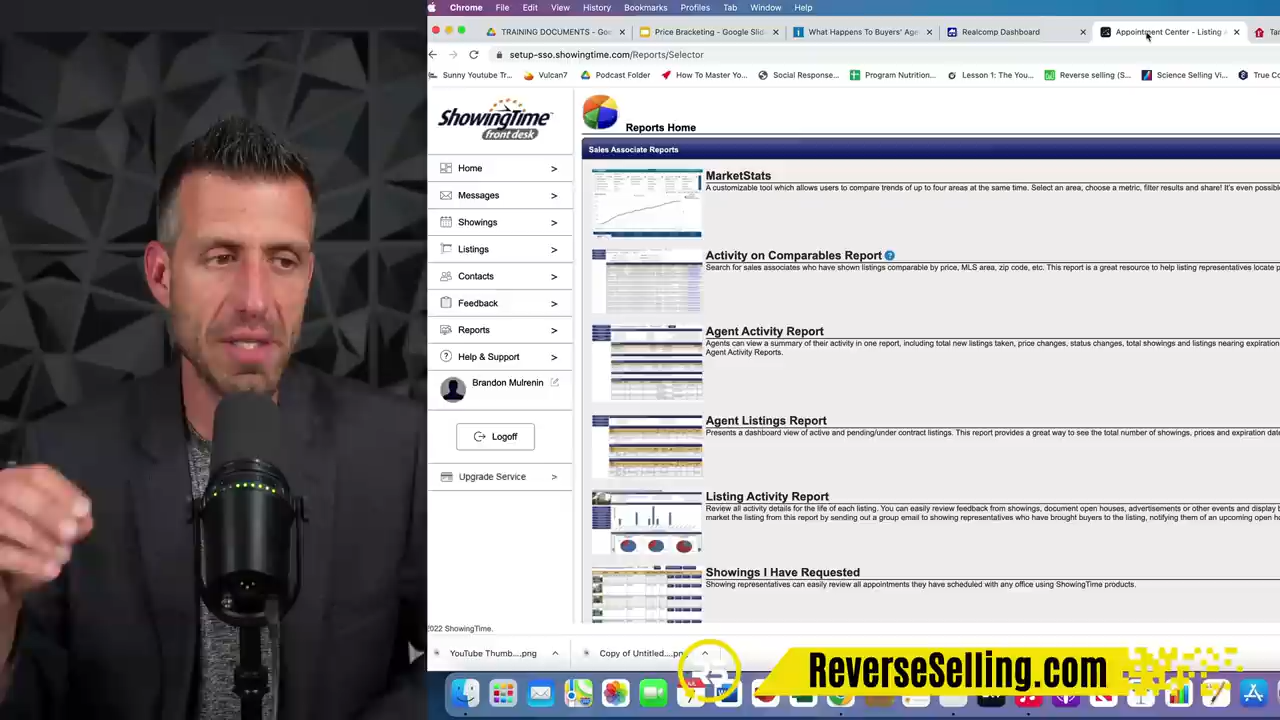 Chrome File Edit View History Bookmarks Profiles Tab Window Help
TRAINING DOCUMENTS - Goo
Price Bracketing - Google Slid
What Happens To Buyers' Age
Realcomp Dashboard
Appointment Center - Listing A
setup-sso.showingtime.com/Reports/Selector
Sunny Youtube Tr... Vulcan7 Podcast Folder How To Master Yo... Social Response... Program Nutrition... Lesson 1: The You... Reverse selling (S... Science Selling Vi... True Co
ShowingTime
front desk
Home >
Messages
Showings >
Listings >
Contacts >
Feedback >
Reports >
Help & Support >
Brandon Mulrenin
Logoff
Upgrade Service >
2022 ShowingTime.
Reports Home
Sales Associate Reports
MarketStats
A customizable tool which allows users to compare trends of up to four areas at the same time. Select an area, choose a metric, filter results and share! It's even possib
Activity on Comparables Report
Search for sales associates who have shown listings comparable by price, MLS area, zip code, etc. This report is a great resource to help listing representatives locate p
Agent Activity Report
Agents can view a summary of their activity in one report, including total new listings taken, price changes, status changes, total showings and listings nearing expiration
Agent Activity Reports.
Agent Listings Report
Presents a dashboard view of active and pending/under contract listings. This report provides a great way to compare the number of showings, prices and expiration date
Listing Activity Report
Review all activity details for the life of each listing. You can easily review feedback from showings, document open houses, advertisements or other events and display
market the listing from this report by sending out a group email to showing representatives who have brought buyers to the listing, notifying them of an upcoming open
Showings I Have Requested
Showing representatives can easily review all appointments they have scheduled with any office using ShowingTime products.
YouTube Thumb....png
Copy of Untitled....png
ReverseSelling.com